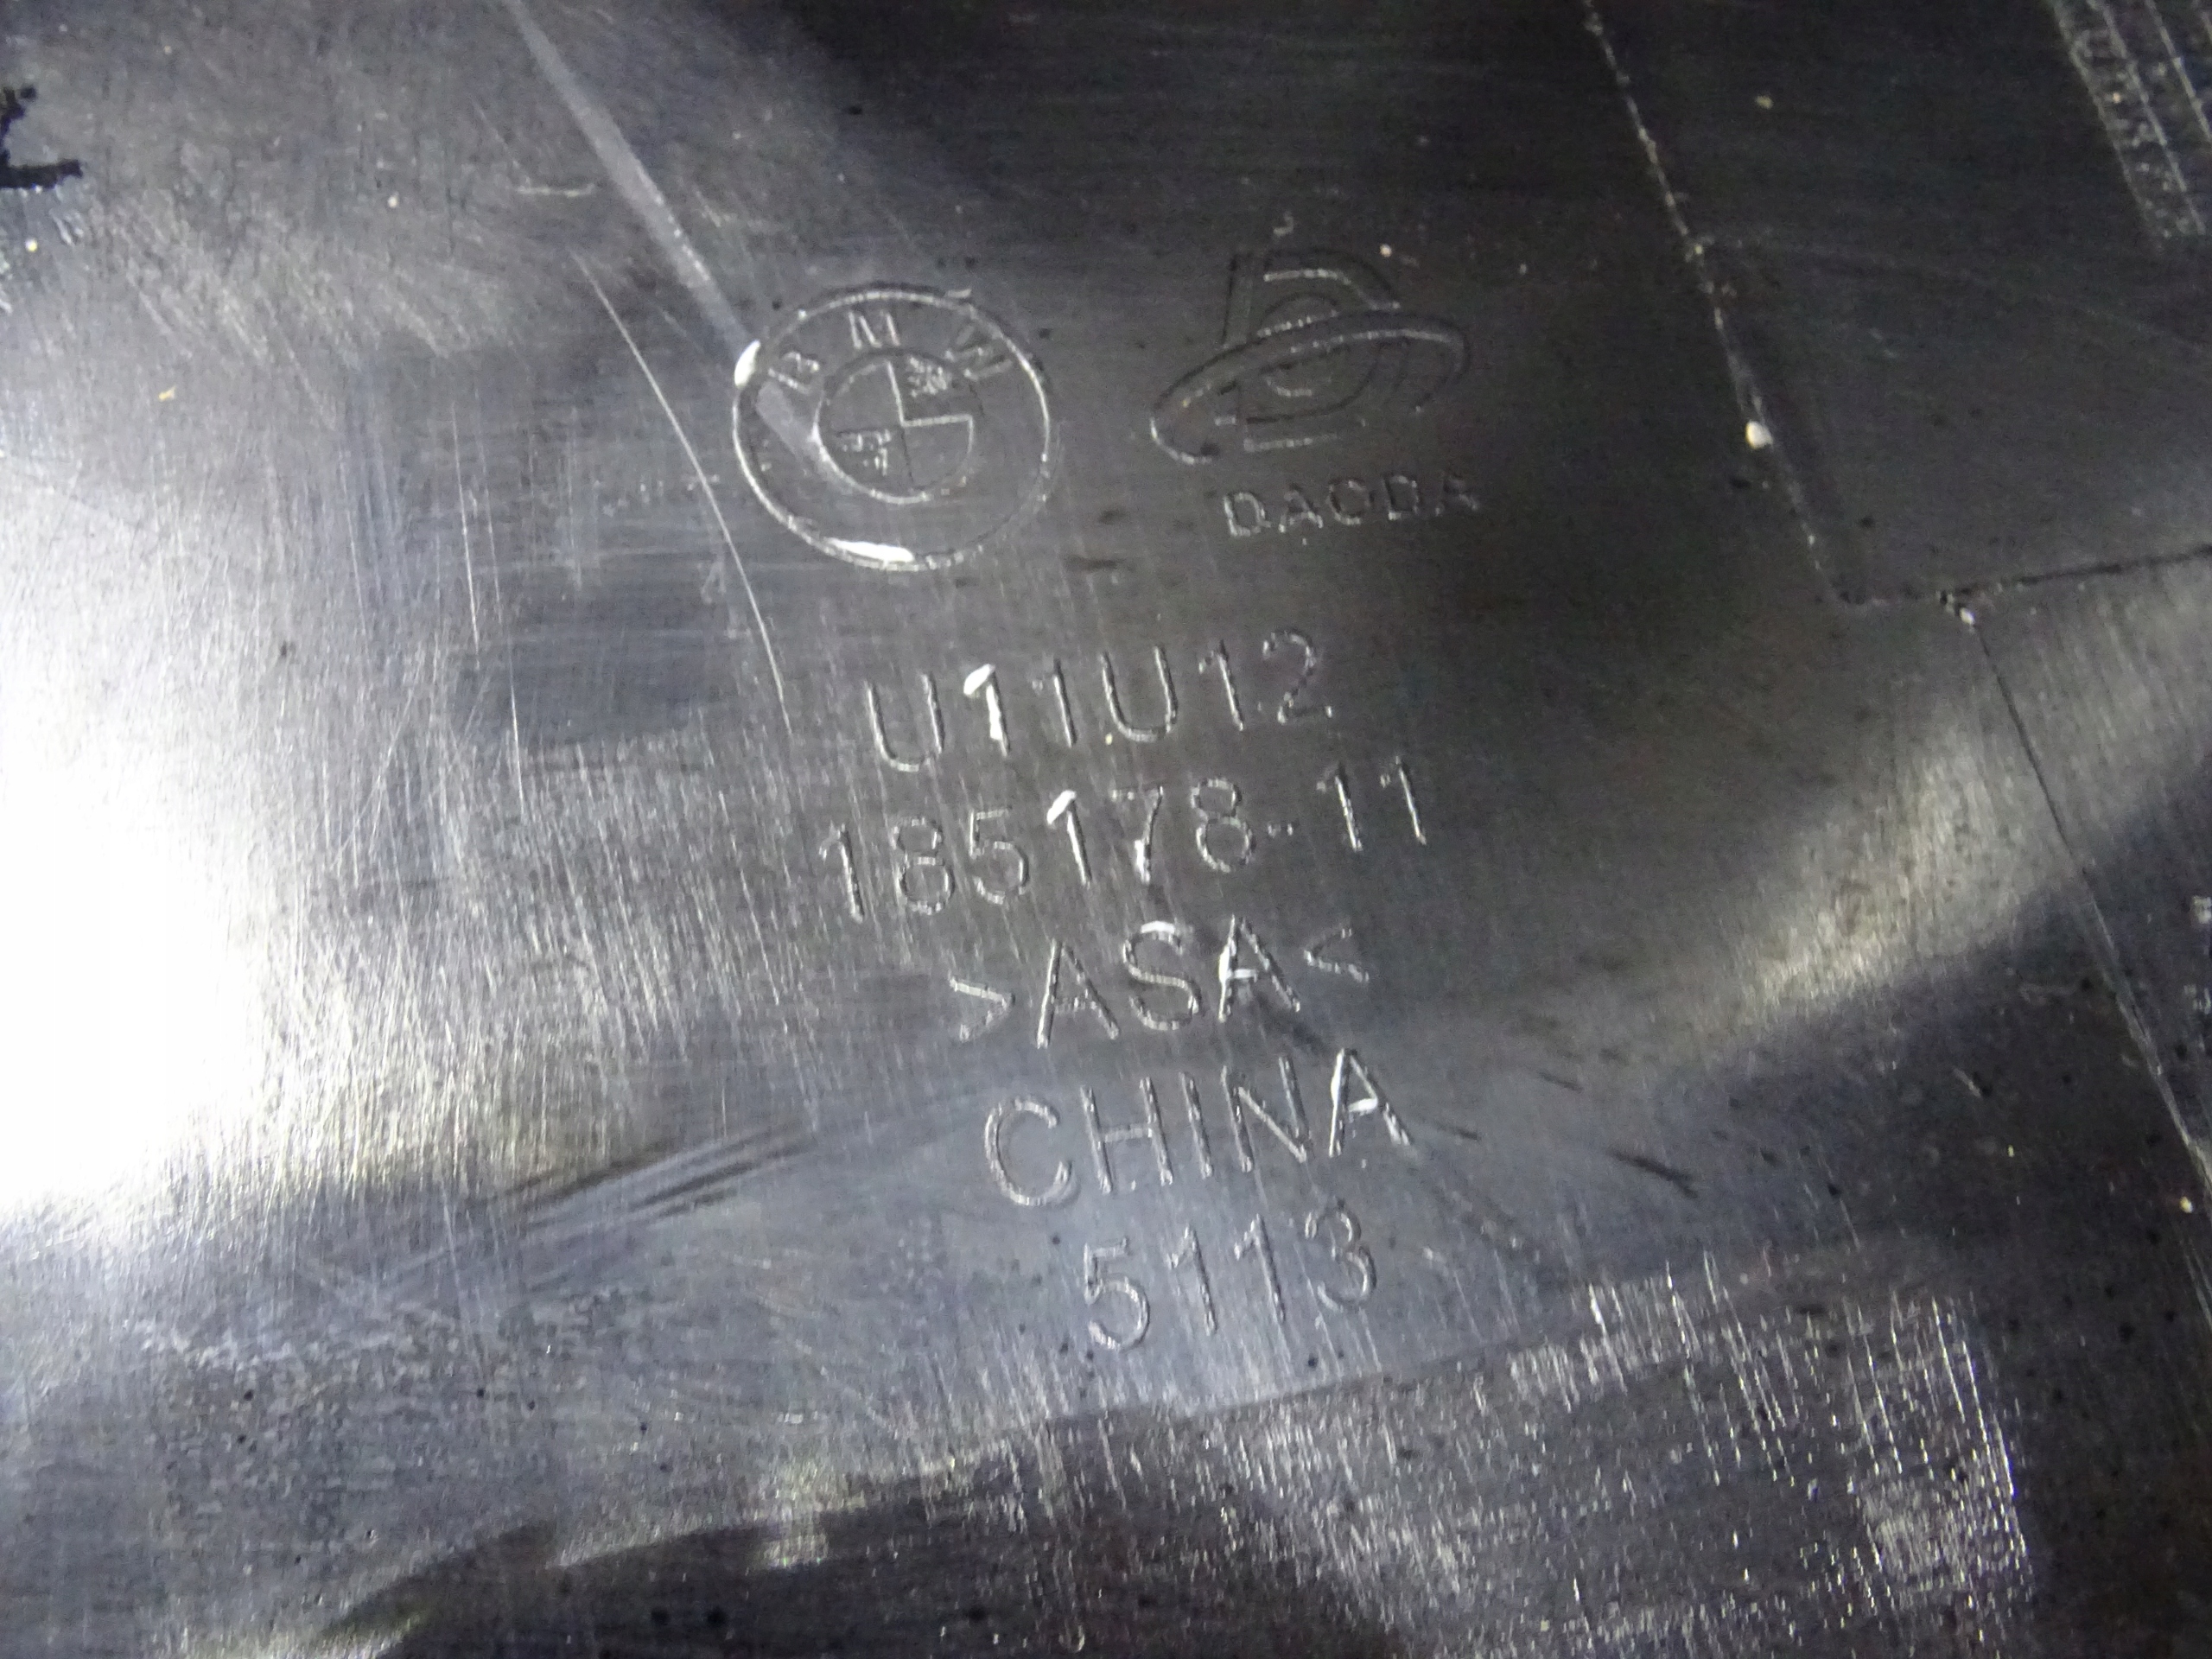 BMW
DAODA
U11U12
185178-11
>ASA<
CHINA
5113